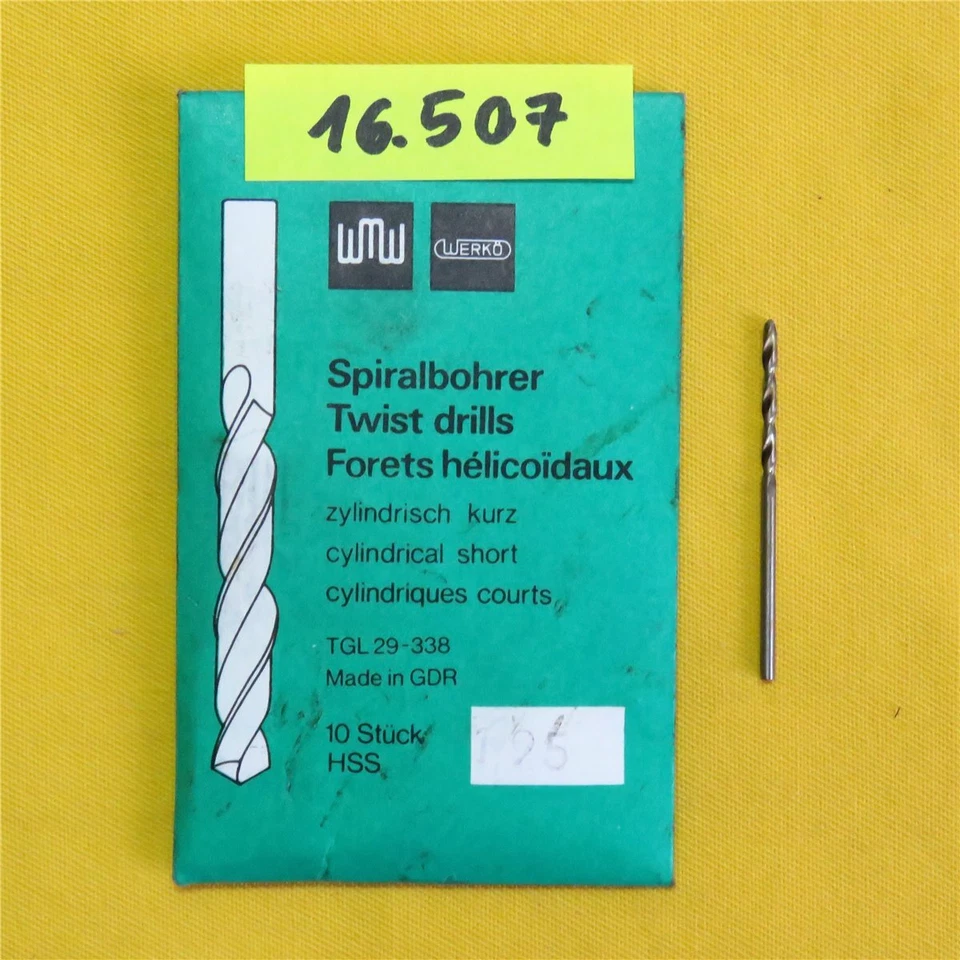 16.507
WMW
WERKÖ
Spiralbohrer
Twist drills
Forets hélicoïdaux
zylindrisch kurz
cylindrical short
cylindriques courts
TGL 29-338
Made in GDR
10 Stück
HSS